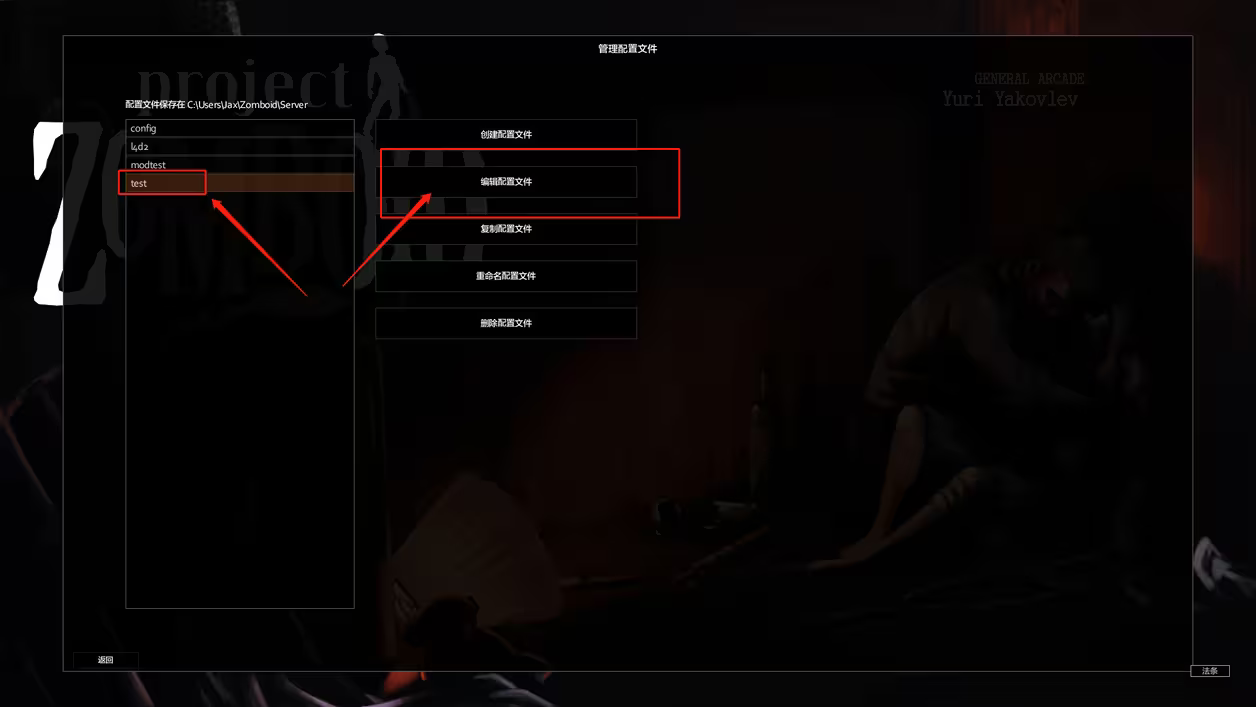 管理配置文件
project
GENERAL ARCADE
Yuri Yakovlev
配置文件保存在 C:\Users\Jax\Zomboid\Server
ZOMBOID
config
l4d2
modtest
test
创建配置文件
编辑配置文件
复制配置文件
重命名配置文件
删除配置文件
返回
法条